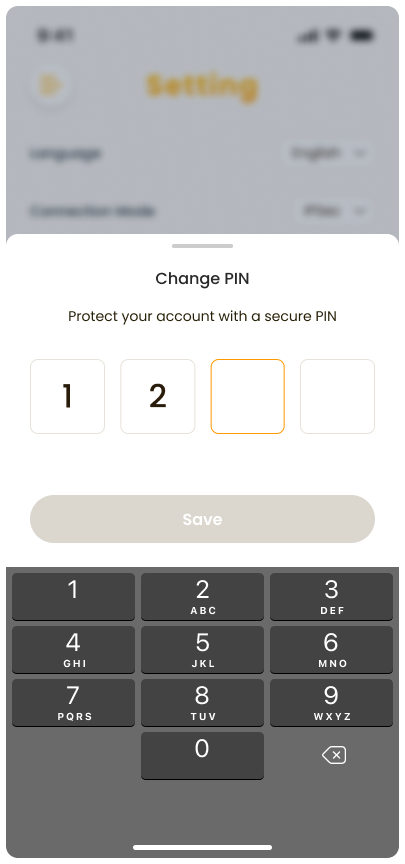 9:41
Setting
Language
English
Connection Mode
IPSec
Change PIN
Protect your account with a secure PIN
1 2
Save
1 2 3
ABC DEF
4 5 6
GHI JKL MNO
7 8 9
PQRS TUV WXYZ
0